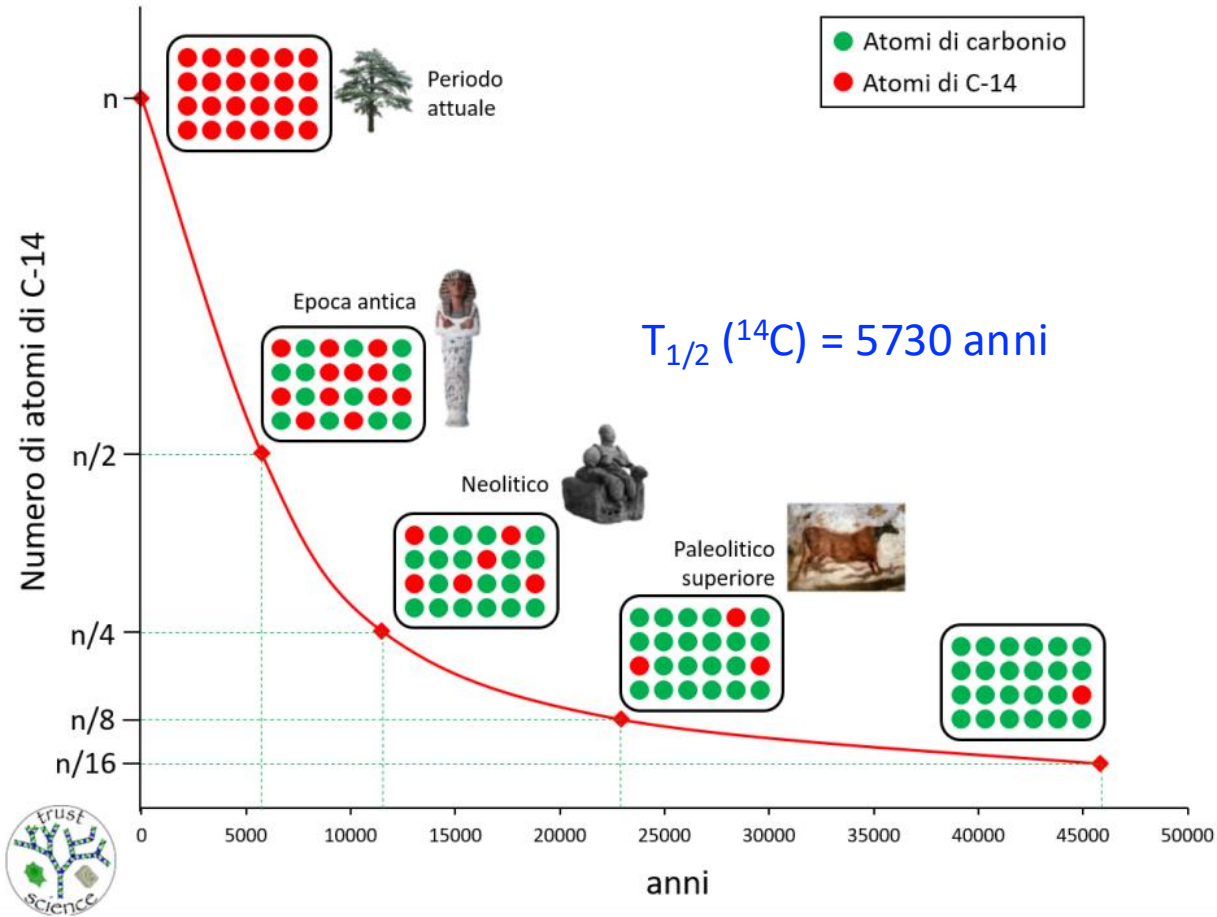 Atomi di carbonio
Atomi di C-14
Periodo
attuale
n
Epoca antica
T1/2 (14C) = 5730 anni
n/2
Neolitico
Paleolitico
superiore
n/4
n/8
n/16
Numero di atomi di C-14
0 5000 10000 15000 20000 25000 30000 35000 40000 45000 50000
anni
trust
science